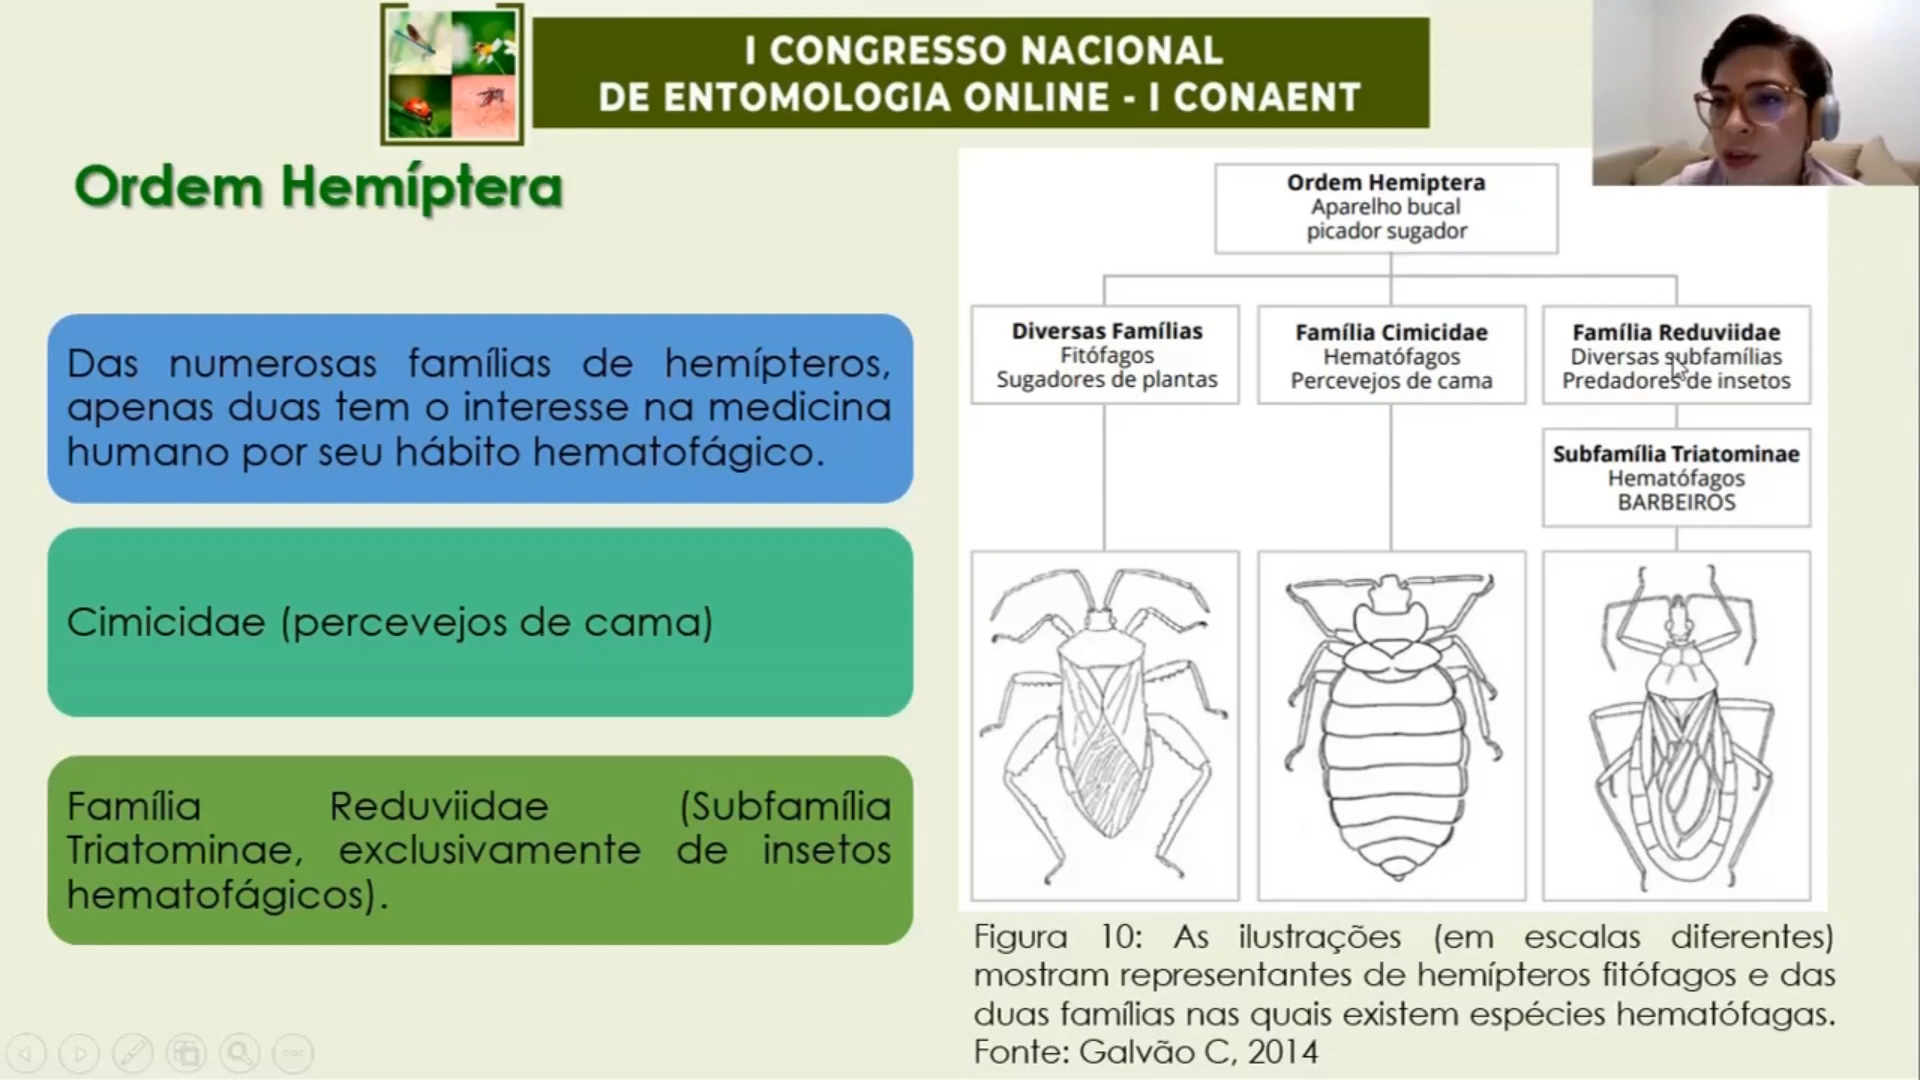 I CONGRESSO NACIONAL
DE ENTOMOLOGIA ONLINE - I CONAENT
Ordem Hemíptera
Das numerosas famílias de hemípteros,
apenas duas tem o interesse na medicina
humano por seu hábito hematofágico.
Cimicidae (percevejos de cama)
Família Reduviidae (Subfamília
Triatominae, exclusivamente de insetos
hematofágicos).
Ordem Hemiptera
Aparelho bucal
picador sugador
Diversas Famílias
Fitófagos
Sugadores de plantas
Família Cimicidae
Hematófagos
Percevejos de cama
Família Reduviidae
Diversas subfamílias
Predadores de insetos
Subfamília Triatominae
Hematófagos
BARBEIROS
Figura 10: As ilustrações (em escalas diferentes)
mostram representantes de hemípteros fitófagos e das
duas famílias nas quais existem espécies hematófagas.
Fonte: Galvão C, 2014